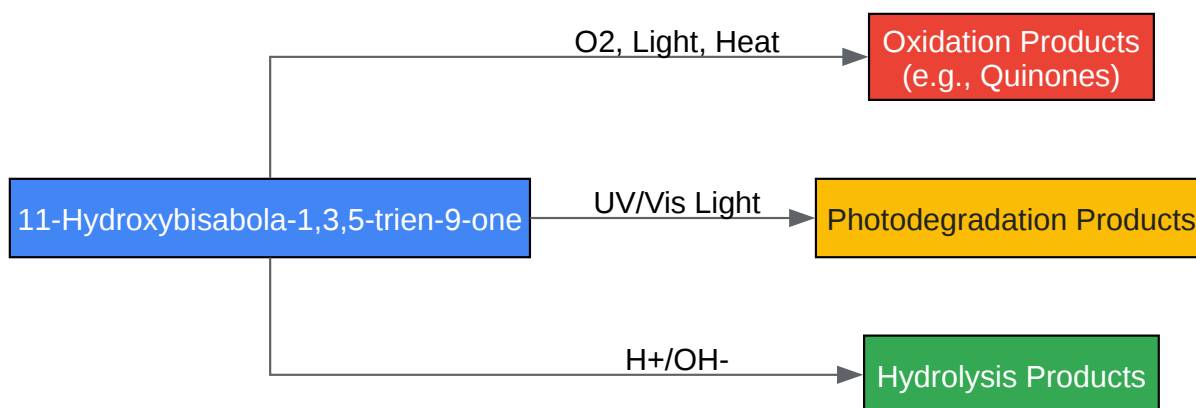 O2, Light, Heat
Oxidation Products
(e.g., Quinones)
11-Hydroxybisabola-1,3,5-trien-9-one
UV/Vis Light
Photodegradation Products
H+/OH-
Hydrolysis Products